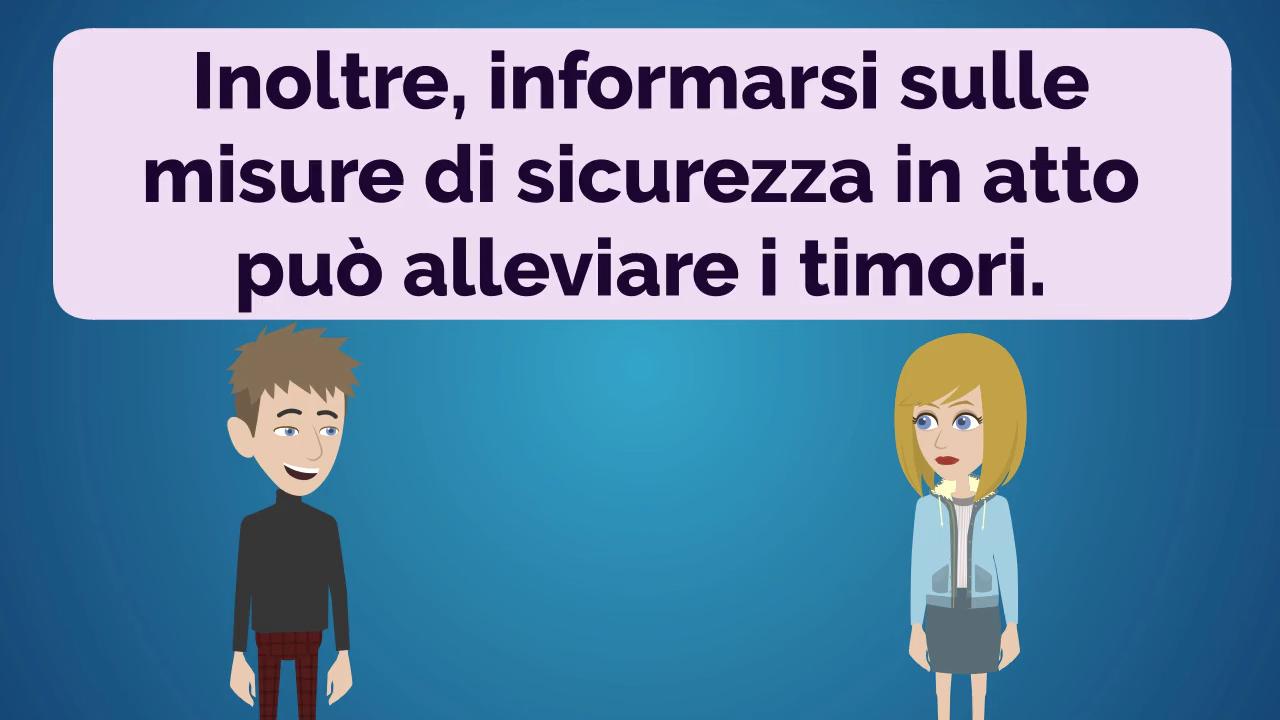 Inoltre, informarsi sulle
misure di sicurezza in atto
può alleviare i timori.